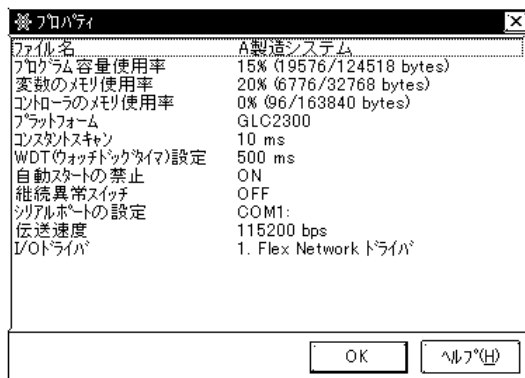 プロパティ
ファイル名 A製造システム
プログラム容量使用率 15% (19576/124518 bytes)
変数のメモリ使用率 20% (6776/32768 bytes)
コントローラのメモリ使用率 0% (96/163840 bytes)
プラットフォーム GLC2300
コンスタントスキャン 10 ms
WDT(ウォッチドックタイマ)設定 500 ms
自動スタートの禁止 ON
継続異常スイッチ OFF
シリアルポートの設定 COM1:
伝送速度 115200 bps
I/Oドライバ 1. Flex Network ドライバ
OK ヘルプ(H)